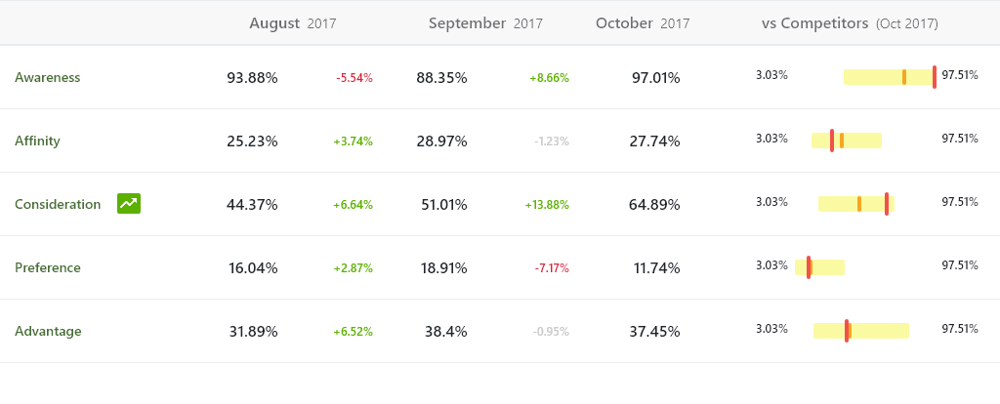 August 2017 September 2017 October 2017 vs Competitors (Oct 2017)
Awareness 93.88% -5.54% 88.35% +8.66% 97.01% 3.03% 97.51%
Affinity 25.23% +3.74% 28.97% -1.23% 27.74% 3.03% 97.51%
Consideration 44.37% +6.64% 51.01% +13.88% 64.89% 3.03% 97.51%
Preference 16.04% +2.87% 18.91% -7.17% 11.74% 3.03% 97.51%
Advantage 31.89% +6.52% 38.4% -0.95% 37.45% 3.03% 97.51%